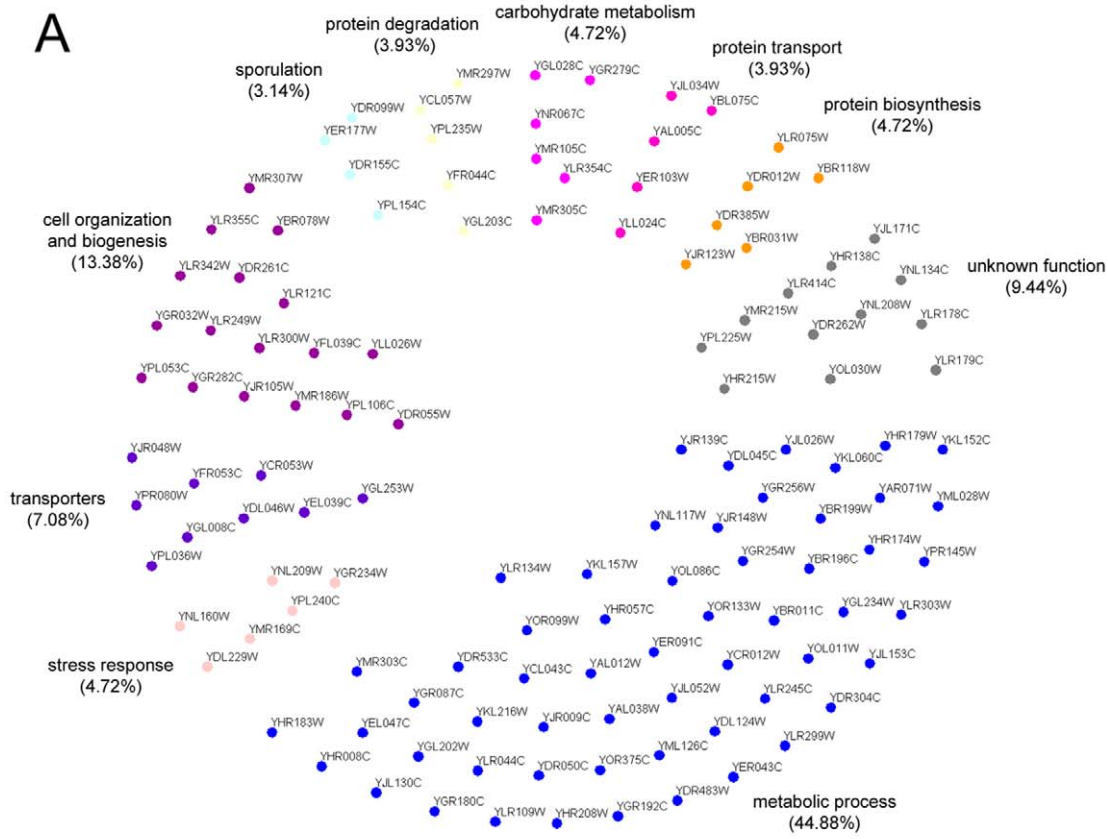 A
carbohydrate metabolism
(4.72%)
protein degradation
(3.93%)
protein transport
(3.93%)
sporulation
(3.14%)
protein biosynthesis
(4.72%)
cell organization
and biogenesis
(13.38%)
unknown function
(9.44%)
transporters
(7.08%)
stress response
(4.72%)
metabolic process
(44.88%)
YMR297W
YCL057W
YPL235W
YFR044C
YGL203C
YGL028C
YGR279C
YNR067C
YMR105C
YLR354C
YMR305C
YJL034W
YBL075C
YAL005C
YER103W
YLL024C
YDR099W
YER177W
YDR155C
YPL154C
YLR075W
YBR118W
YDR012W
YDR385W
YBR031W
YJR123W
YMR307W
YLR355C
YBR078W
YLR342W
YDR261C
YLR121C
YGR032W
YLR249W
YLR300W
YFL039C
YLL026W
YPL053C
YGR282C
YJR105W
YMR186W
YPL106C
YDR055W
YJL171C
YHR138C
YNL134C
YLR414C
YNL208W
YLR178C
YMR215W
YDR262W
YPL225W
YLR179C
YOL030W
YHR215W
YJR048W
YFR053C
YCR053W
YPR080W
YDL046W
YEL039C
YGL253W
YGL008C
YPL036W
YNL209W
YGR234W
YPL240C
YNL160W
YMR169C
YDL229W
YJR139C
YDL045C
YJL026W
YKL060C
YHR179W
YKL152C
YGR256W
YAR071W
YML028W
YNL117W
YJR148W
YBR199W
YHR174W
YGR254W
YBR196C
YPR145W
YLR134W
YKL157W
YOL086C
YOR099W
YHR057C
YOR133W
YBR011C
YGL234W
YLR303W
YMR303C
YDR533C
YCL043C
YAL012W
YER091C
YCR012W
YOL011W
YJL153C
YGR087C
YKL216W
YJR009C
YAL038W
YJL052W
YLR245C
YDR304C
YHR183W
YEL047C
YDL124W
YLR299W
YHR008C
YGL202W
YLR044C
YDR050C
YOR375C
YML126C
YER043C
YJL130C
YGR180C
YLR109W
YHR208W
YGR192C
YDR483W